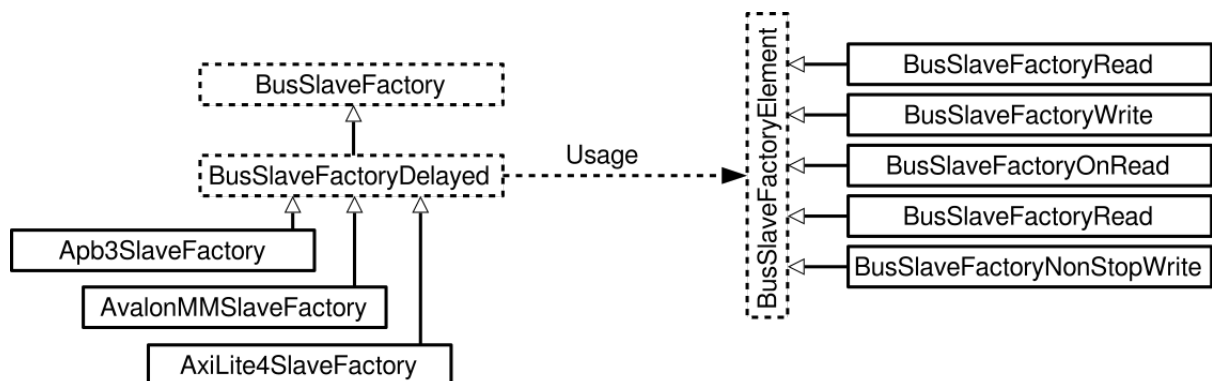 BusSlaveFactory
BusSlaveFactoryDelayed
Apb3SlaveFactory
AvalonMMSlaveFactory
AxiLite4SlaveFactory
Usage
BusSlaveFactoryElement
BusSlaveFactoryRead
BusSlaveFactoryWrite
BusSlaveFactoryOnRead
BusSlaveFactoryRead
BusSlaveFactoryNonStopWrite